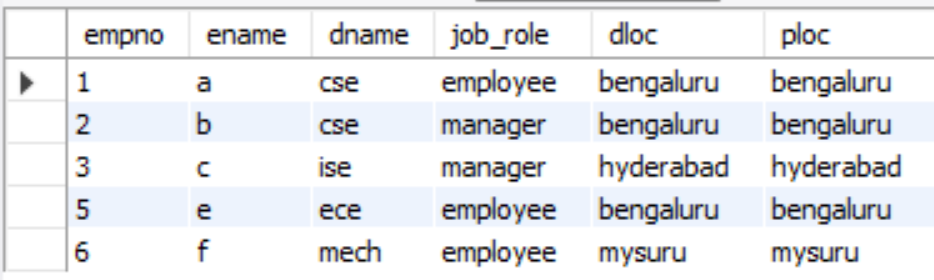 empno ename dname job_role dloc ploc
1 a cse employee bengaluru bengaluru
2 b cse manager bengaluru bengaluru
3 c ise manager hyderabad hyderabad
5 e ece employee bengaluru bengaluru
6 f mech employee mysuru mysuru